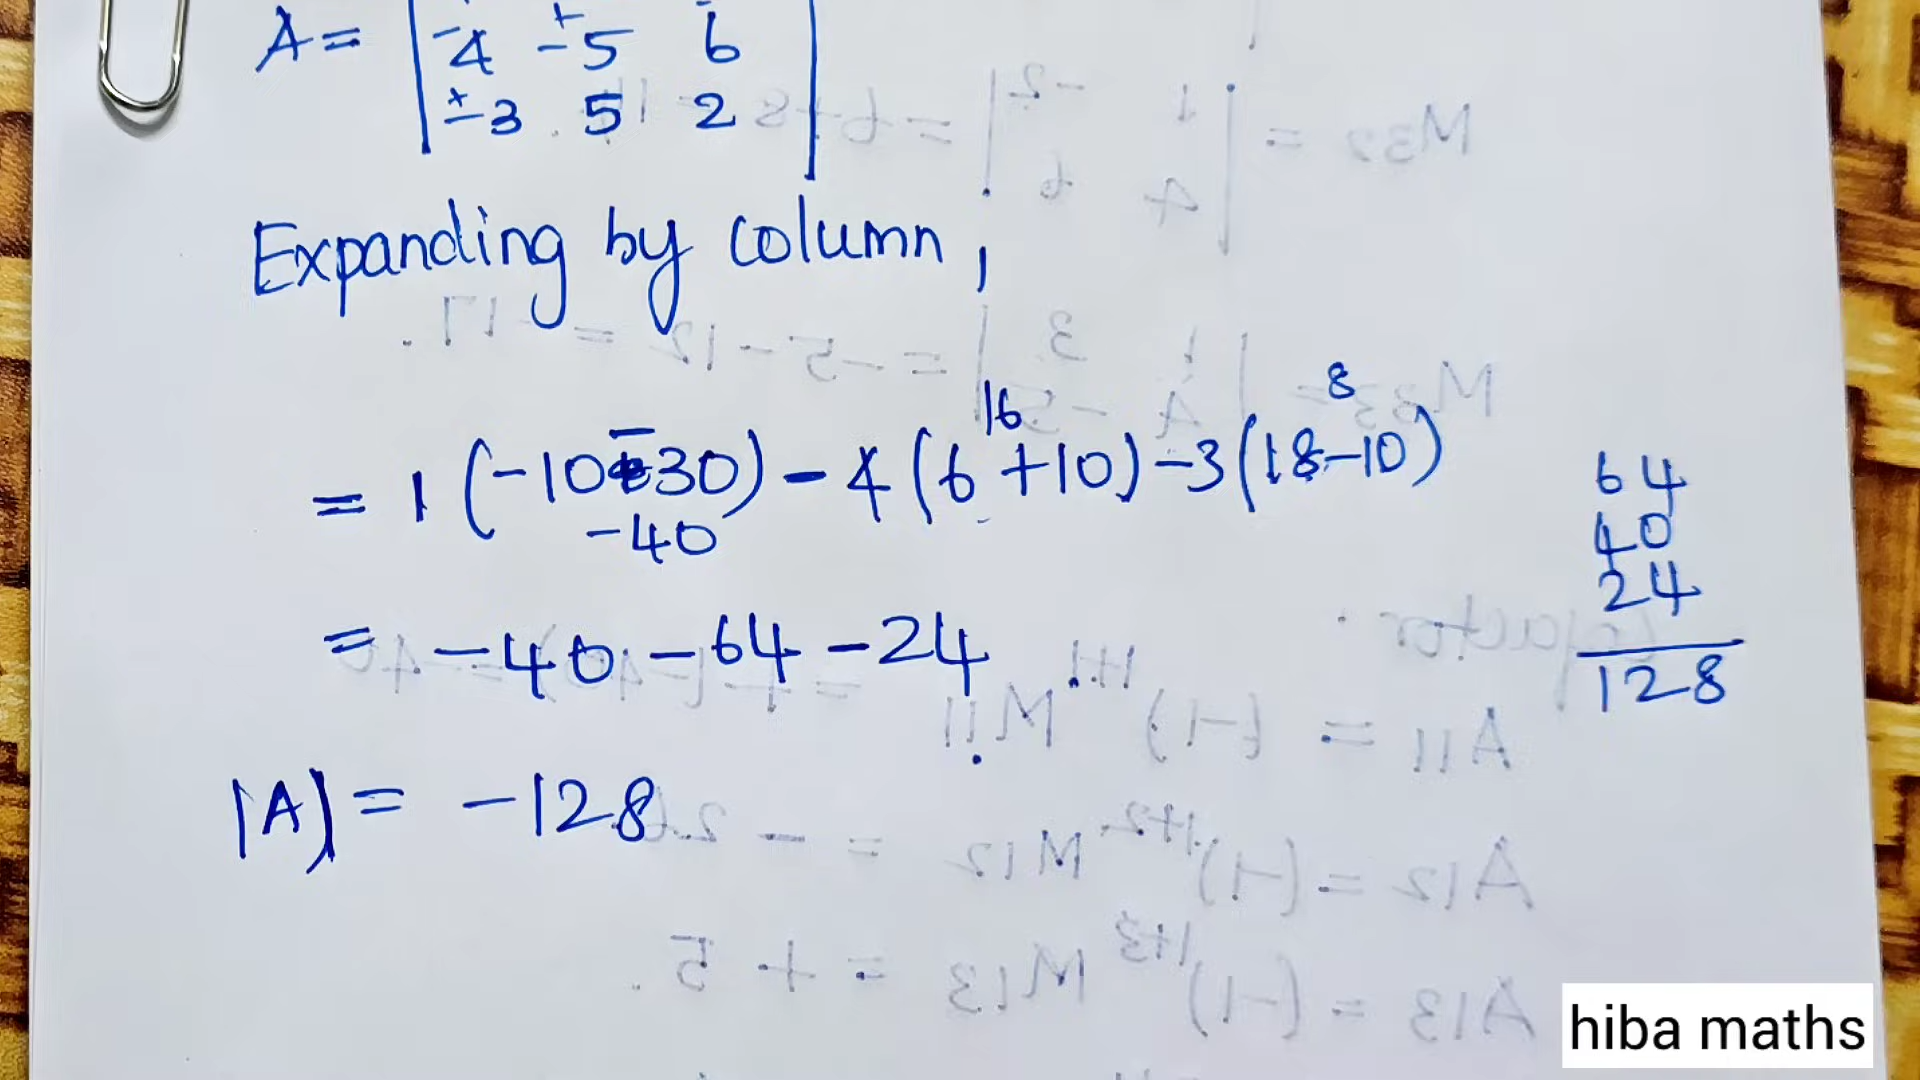 A = | 4 -5 6
-3 5 2 |
Expanding by column,
= 1 (-10-30) - 4 (6+10) -3 (18-10)
16 8
-40
= -40 -64 -24
|A| = -128
64
40
24
128
hiba maths